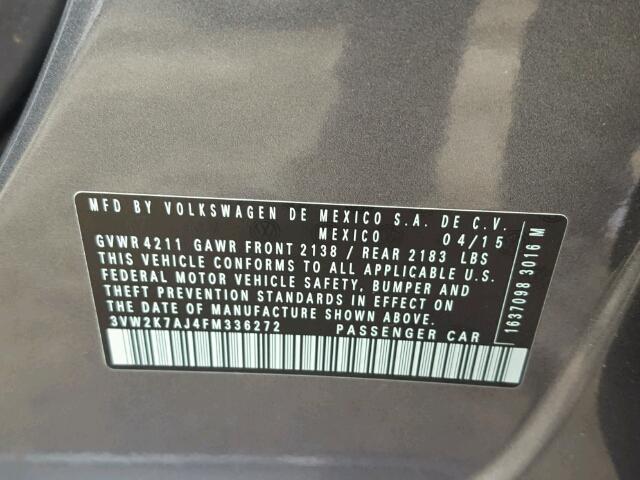 MFD BY VOLKSWAGEN DE MEXICO S.A. DE C.V.
MEXICO 04/15
GVWR 4211 GAWR FRONT 2138 / REAR 2183 LBS
THIS VEHICLE CONFORMS TO ALL APPLICABLE U.S.
FEDERAL MOTOR VEHICLE SAFETY, BUMPER AND
THEFT PREVENTION STANDARDS IN EFFECT ON
THE DATE OF MANUFACTURE SHOWN ABOVE.
3VW2K7AJ4FM336272 PASSENGER CAR
1637098 3016 M